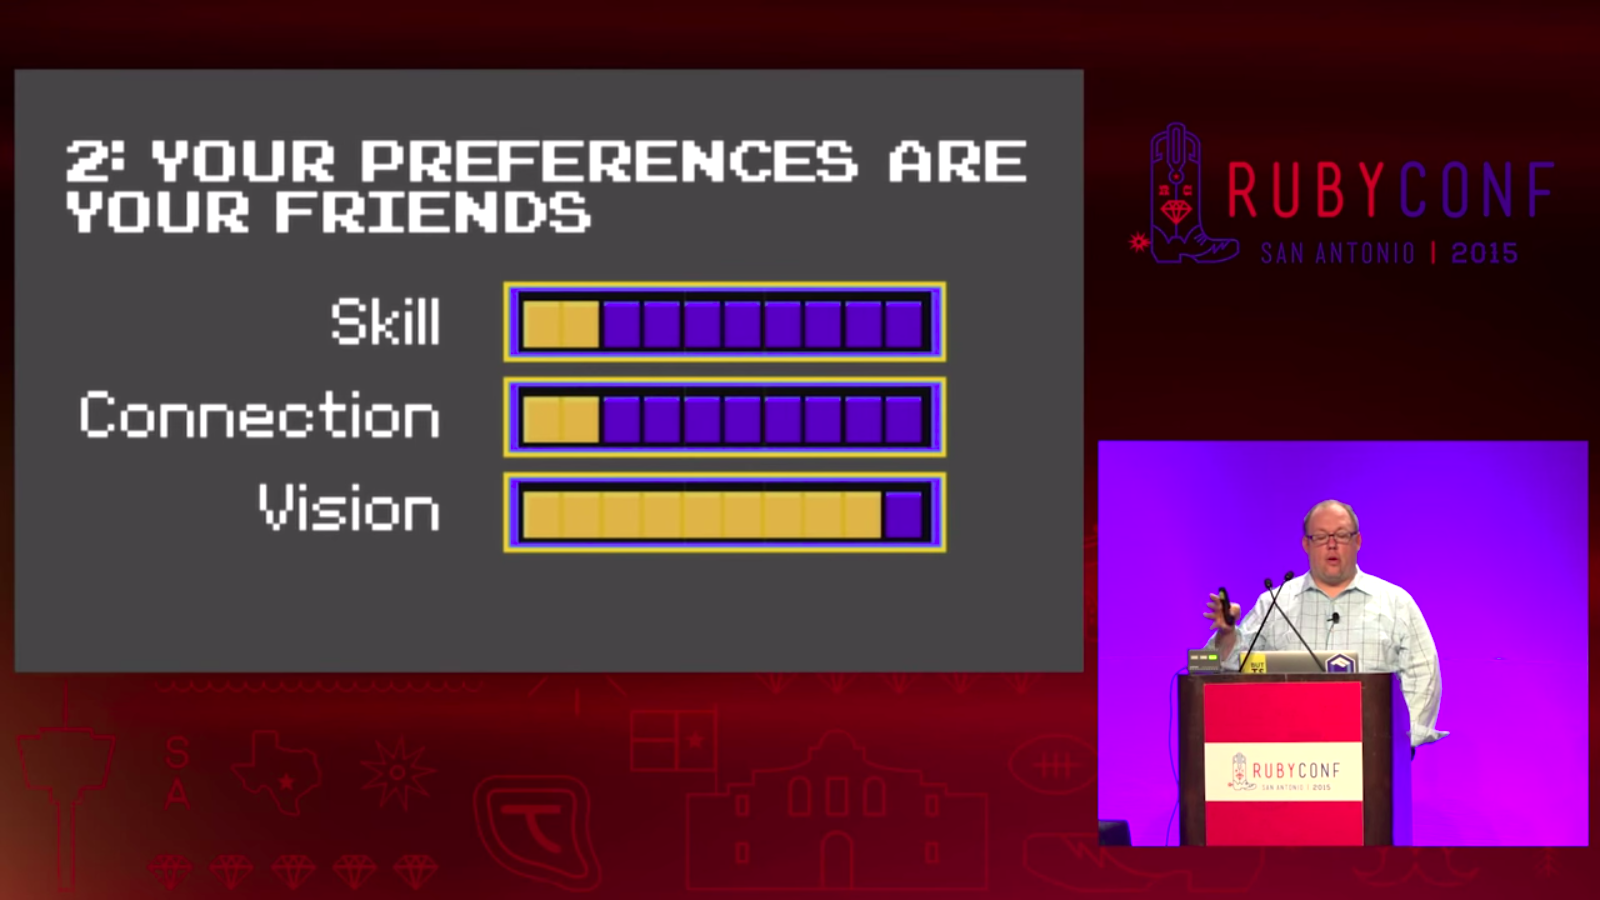 2: YOUR PREFERENCES ARE
YOUR FRIENDS
Skill
Connection
Vision
RUBYCONF
SAN ANTONIO | 2015
S
A
RUBYCONF
SAN ANTONIO | 2015